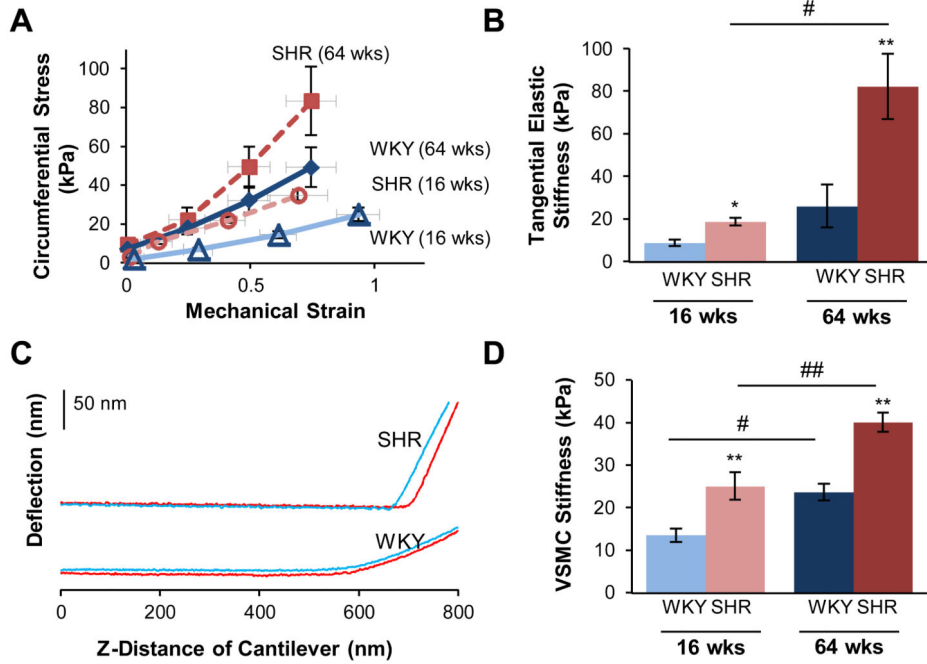 A
SHR (64 wks)
WKY (64 wks)
SHR (16 wks)
WKY (16 wks)
Circumferential Stress
(kPa)
100
80
60
40
20
0
0
0.5
1
Mechanical Strain
B
#
**
*
Tangential Elastic
Stiffness (kPa)
100
80
60
40
20
0
WKY SHR
WKY SHR
16 wks
64 wks
C
50 nm
SHR
WKY
Deflection (nm)
0
200
400
600
800
Z-Distance of Cantilever (nm)
D
##
#
**
**
VSMC Stiffness (kPa)
50
40
30
20
10
0
WKY SHR
WKY SHR
16 wks
64 wks